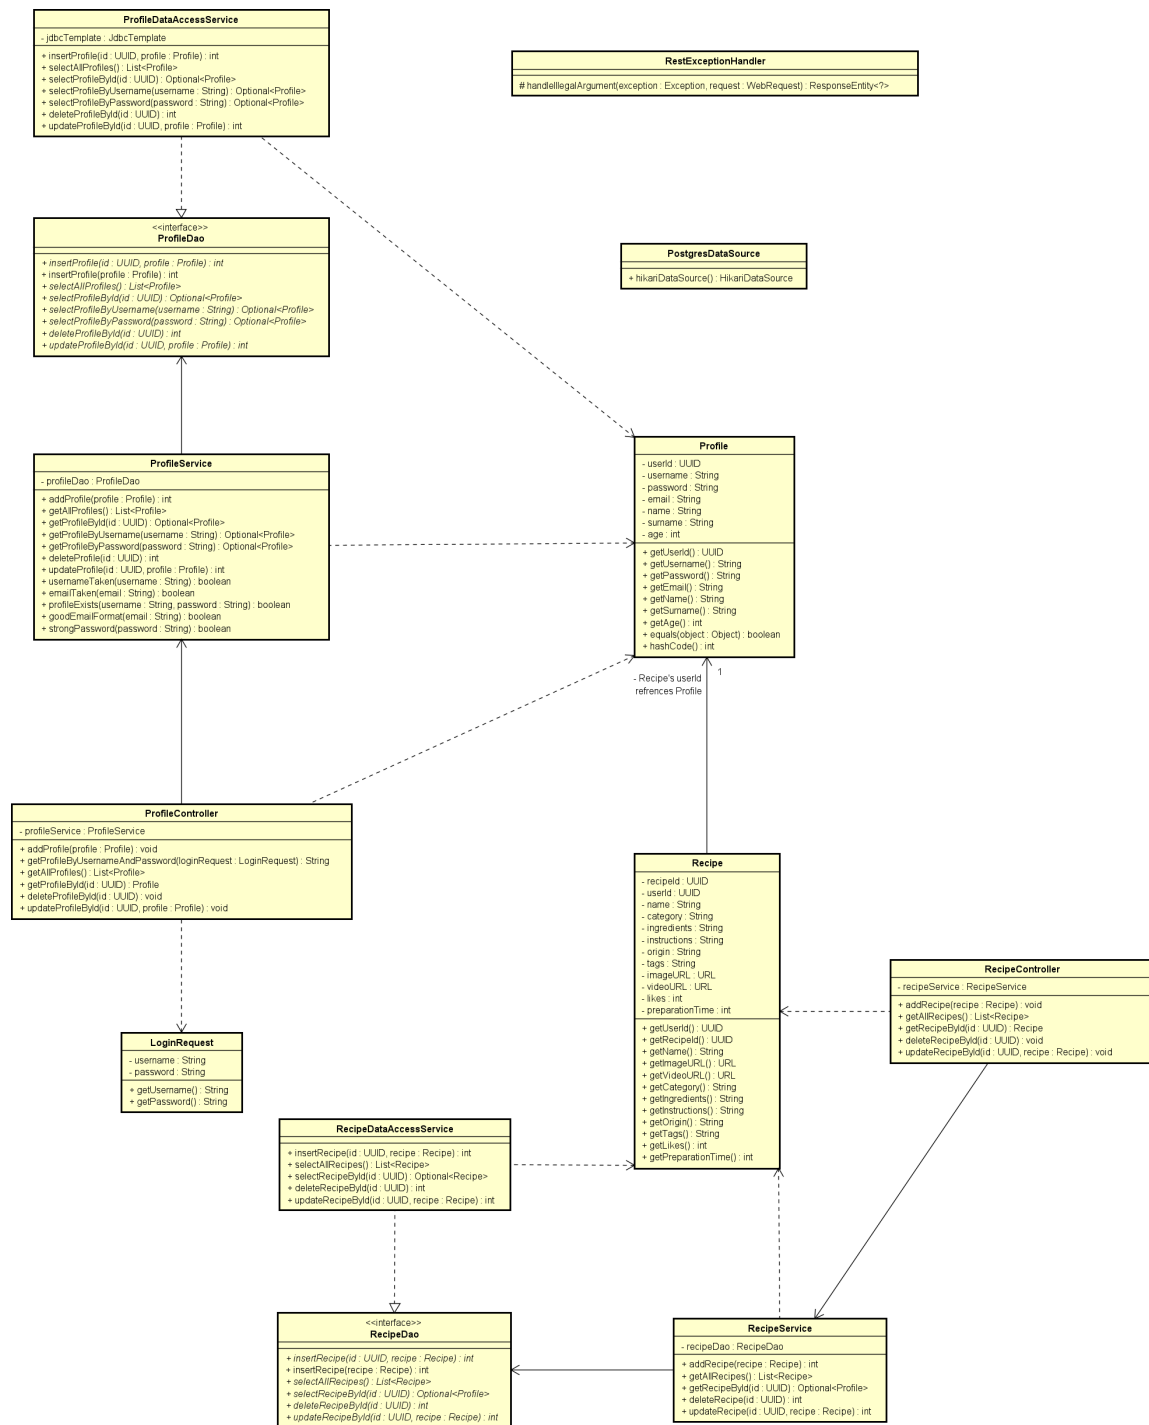 ProfileDataAccessService
- jdbcTemplate : JdbcTemplate
+ insertProfile(id : UUID, profile : Profile) : int
+ selectAllProfiles() : List<Profile>
+ selectProfileById(id : UUID) : Optional<Profile>
+ selectProfileByUsername(username : String) : Optional<Profile>
+ selectProfileByPassword(password : String) : Optional<Profile>
+ deleteProfileById(id : UUID) : int
+ updateProfileById(id : UUID, profile : Profile) : int
RestExceptionHandler
# handleIllegalArgument(exception : Exception, request : WebRequest) : ResponseEntity<?>
<<interface>>
ProfileDao
+ insertProfile(id : UUID, profile : Profile) : int
+ insertProfile(profile : Profile) : int
+ selectAllProfiles() : List<Profile>
+ selectProfileById(id : UUID) : Optional<Profile>
+ selectProfileByUsername(username : String) : Optional<Profile>
+ selectProfileByPassword(password : String) : Optional<Profile>
+ deleteProfileById(id : UUID) : int
+ updateProfileById(id : UUID, profile : Profile) : int
PostgresDataSource
+ hikariDataSource() : HikariDataSource
ProfileService
- profileDao : ProfileDao
+ addProfile(profile : Profile) : int
+ getAllProfiles() : List<Profile>
+ getProfileById(id : UUID) : Optional<Profile>
+ getProfileByUsername(username : String) : Optional<Profile>
+ getProfileByPassword(password : String) : Optional<Profile>
+ deleteProfile(id : UUID) : int
+ updateProfile(id : UUID, profile : Profile) : int
+ usernameTaken(username : String) : boolean
+ emailTaken(email : String) : boolean
+ profileExists(username : String, password : String) : boolean
+ goodEmailFormat(email : String) : boolean
+ strongPassword(password : String) : boolean
Profile
- userId : UUID
- username : String
- password : String
- email : String
- name : String
- surname : String
- age : int
+ getUserId() : UUID
+ getUsername() : String
+ getPassword() : String
+ getEmail() : String
+ getName() : String
+ getSurname() : String
+ getAge() : int
+ equals(object : Object) : boolean
+ hashCode() : int
- Recipe's userId
refrences Profile
1
ProfileController
- profileService : ProfileService
+ addProfile(profile : Profile) : void
+ getProfileByUsernameAndPassword(loginRequest : LoginRequest) : String
+ getAllProfiles() : List<Profile>
+ getProfileById(id : UUID) : Profile
+ deleteProfileById(id : UUID) : void
+ updateProfileById(id : UUID, profile : Profile) : void
Recipe
- recipeId : UUID
- userId : UUID
- name : String
- category : String
- ingredients : String
- instructions : String
- origin : String
- tags : String
- imageURL : URL
- videoURL : URL
- likes : int
- preparationTime : int
+ getUserId() : UUID
+ getRecipeId() : UUID
+ getName() : String
+ getImageURL() : URL
+ getVideoURL() : URL
+ getCategory() : String
+ getIngredients() : String
+ getInstructions() : String
+ getOrigin() : String
+ getTags() : String
+ getLikes() : int
+ getPreparationTime() : int
RecipeController
- recipeService : RecipeService
+ addRecipe(recipe : Recipe) : void
+ getAllRecipes() : List<Recipe>
+ getRecipeById(id : UUID) : Recipe
+ deleteRecipeById(id : UUID) : void
+ updateRecipeById(id : UUID, recipe : Recipe) : void
LoginRequest
- username : String
- password : String
+ getUsername() : String
+ getPassword() : String
RecipeDataAccessService
+ insertRecipe(id : UUID, recipe : Recipe) : int
+ selectAllRecipes() : List<Recipe>
+ selectRecipeById(id : UUID) : Optional<Recipe>
+ deleteRecipeById(id : UUID) : int
+ updateRecipeById(id : UUID, recipe : Recipe) : int
<<interface>>
RecipeDao
+ insertRecipe(id : UUID, recipe : Recipe) : int
+ insertRecipe(recipe : Recipe) : int
+ selectAllRecipes() : List<Recipe>
+ selectRecipeById(id : UUID) : Optional<Profile>
+ deleteRecipeById(id : UUID) : int
+ updateRecipeById(id : UUID, recipe : Recipe) : int
RecipeService
- recipeDao : RecipeDao
+ addRecipe(recipe : Recipe) : int
+ getAllRecipes() : List<Recipe>
+ getRecipeById(id : UUID) : Optional<Profile>
+ deleteRecipe(id : UUID) : int
+ updateRecipe(id : UUID, recipe : Recipe) : int